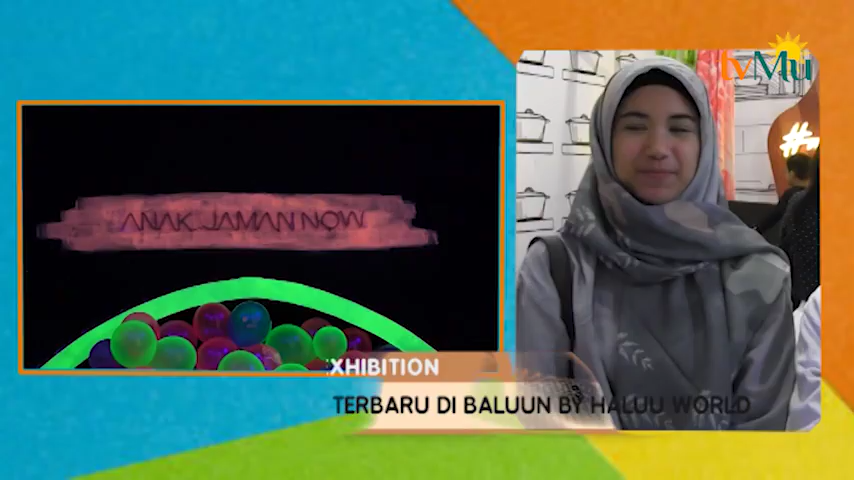 tvMu
ANAK JAMAN NOW
XHIBITION
TERBARU DI BALUUN BY HALUU WORLD